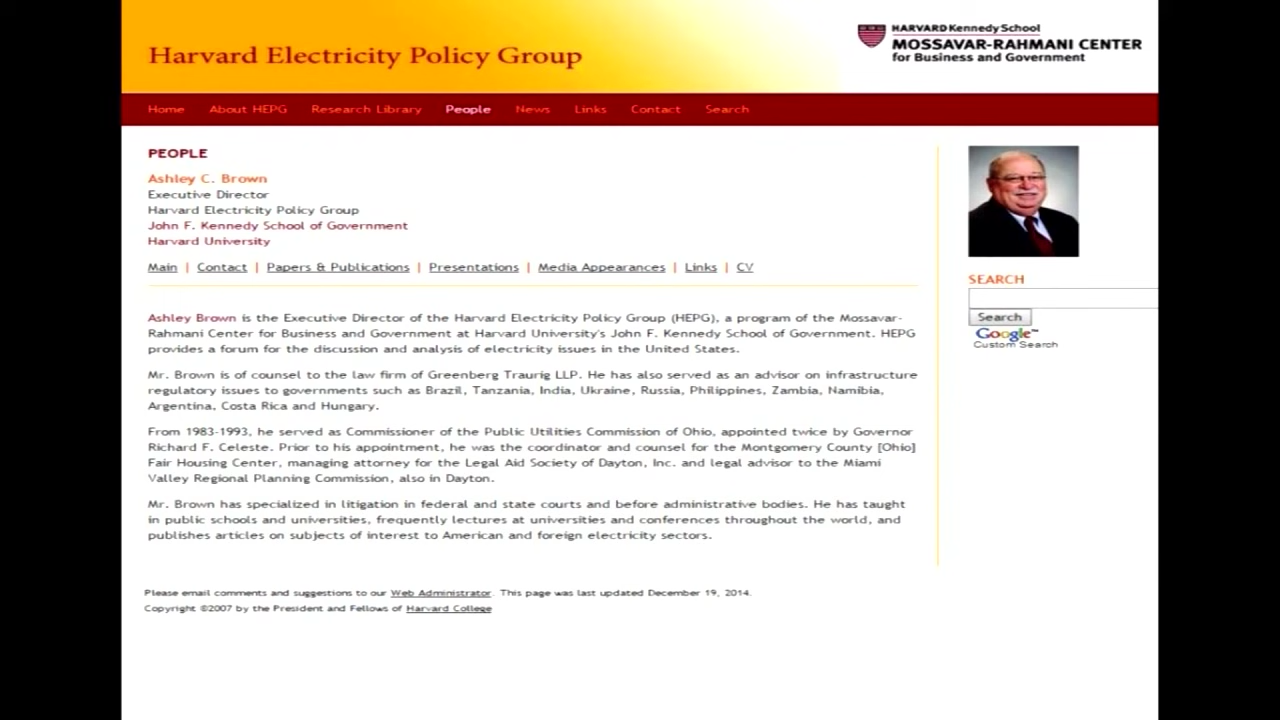 Harvard Electricity Policy Group
HARVARD Kennedy School
MOSSAVAR-RAHMANI CENTER
for Business and Government
Home About HEPG Research Library People News Links Contact Search
PEOPLE
Ashley C. Brown
Executive Director
Harvard Electricity Policy Group
John F. Kennedy School of Government
Harvard University
Main | Contact | Papers & Publications | Presentations | Media Appearances | Links | CV
Ashley Brown is the Executive Director of the Harvard Electricity Policy Group (HEPG), a program of the Mossavar-
Rahmani Center for Business and Government at Harvard University's John F. Kennedy School of Government. HEPG
provides a forum for the discussion and analysis of electricity issues in the United States.
Mr. Brown is of counsel to the law firm of Greenberg Traurig LLP. He has also served as an advisor on infrastructure
regulatory issues to governments such as Brazil, Tanzania, India, Ukraine, Russia, Philippines, Zambia, Namibia,
Argentina, Costa Rica and Hungary.
From 1983-1993, he served as Commissioner of the Public Utilities Commission of Ohio, appointed twice by Governor
Richard F. Celeste. Prior to his appointment, he was the coordinator and counsel for the Montgomery County [Ohio]
Fair Housing Center, managing attorney for the Legal Aid Society of Dayton, Inc. and legal advisor to the Miami
Valley Regional Planning Commission, also in Dayton.
Mr. Brown has specialized in litigation in federal and state courts and before administrative bodies. He has taught
in public schools and universities, frequently lectures at universities and conferences throughout the world, and
publishes articles on subjects of interest to American and foreign electricity sectors.
SEARCH
Search
Google™
Custom Search
Please email comments and suggestions to our Web Administrator. This page was last updated December 19, 2014.
Copyright ©2007 by the President and Fellows of Harvard College